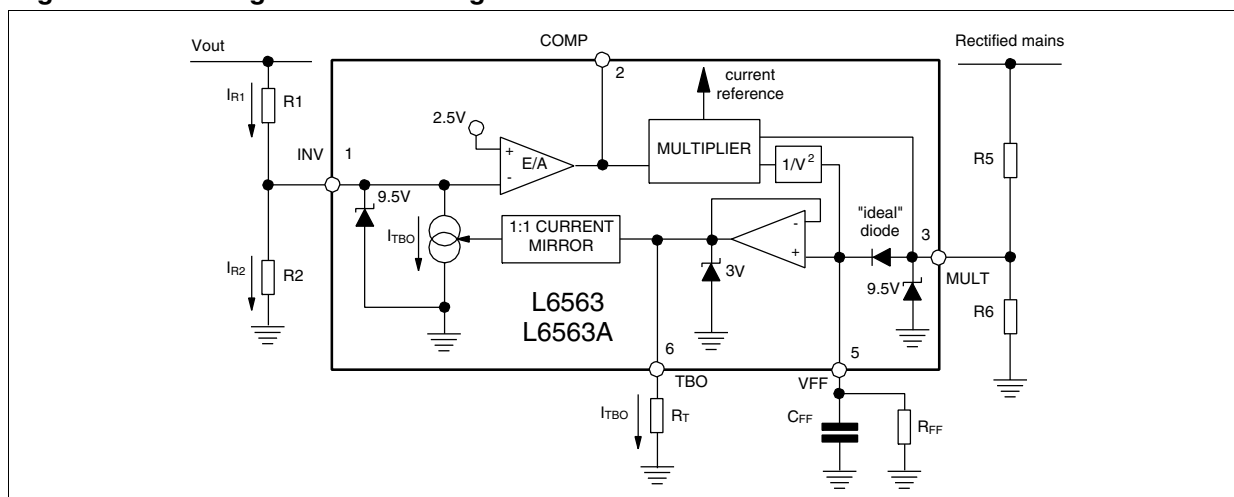 COMP
Vout
Rectified mains
2
current
reference
IR1
R1
2.5V
+
E/A
-
MULTIPLIER
1/V2
R5
INV
1
9.5V
"ideal"
diode
3
ITBO
1:1 CURRENT
MIRROR
-
+
3V
9.5V
MULT
IR2
R2
R6
L6563
L6563A
6
5
TBO
VFF
ITBO
RT
CFF
RFF